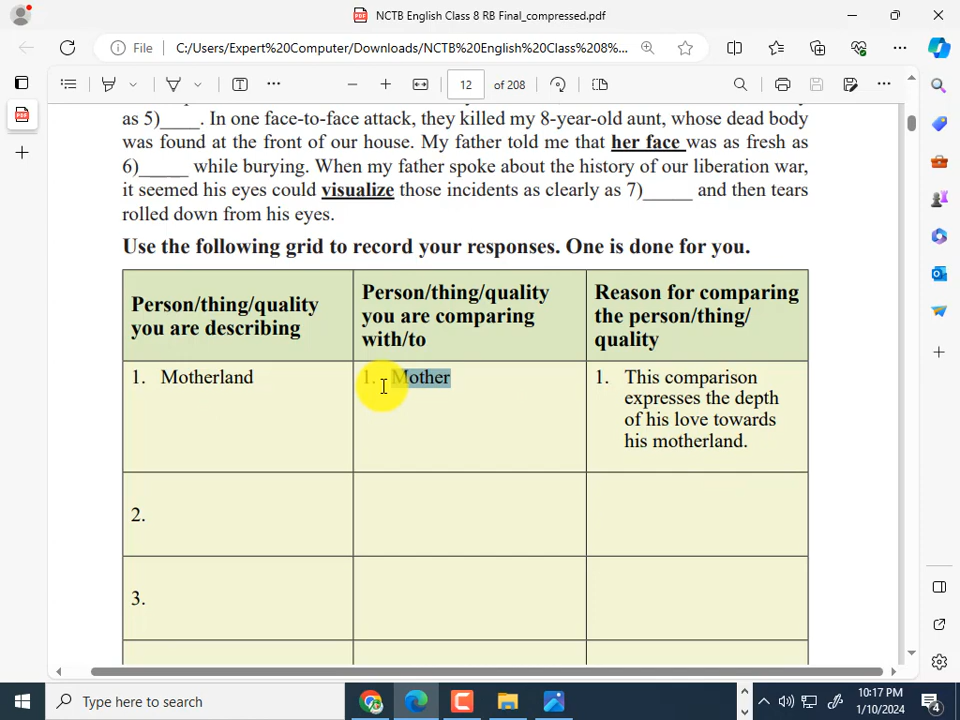 NCTB English Class 8 RB Final_compressed.pdf
File
C:/Users/Expert%20Computer/Downloads/NCTB%20English%20Class%208%...
12
of 208
as 5)____. In one face-to-face attack, they killed my 8-year-old aunt, whose dead body
was found at the front of our house. My father told me that her face was as fresh as
6)_____ while burying. When my father spoke about the history of our liberation war,
it seemed his eyes could visualize those incidents as clearly as 7)_____ and then tears
rolled down from his eyes.
Use the following grid to record your responses. One is done for you.
Person/thing/quality
you are describing
Person/thing/quality
you are comparing
with/to
Reason for comparing
the person/thing/
quality
1. Motherland
1. Mother
1. This comparison
expresses the depth
of his love towards
his motherland.
2.
3.
Type here to search
10:17 PM
1/10/2024
4